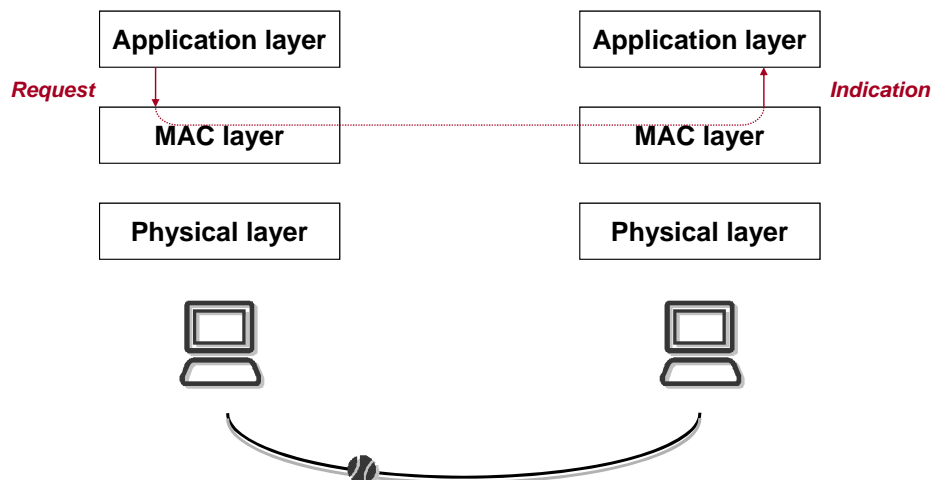 Application layer
Application layer
Request
Indication
MAC layer
MAC layer
Physical layer
Physical layer